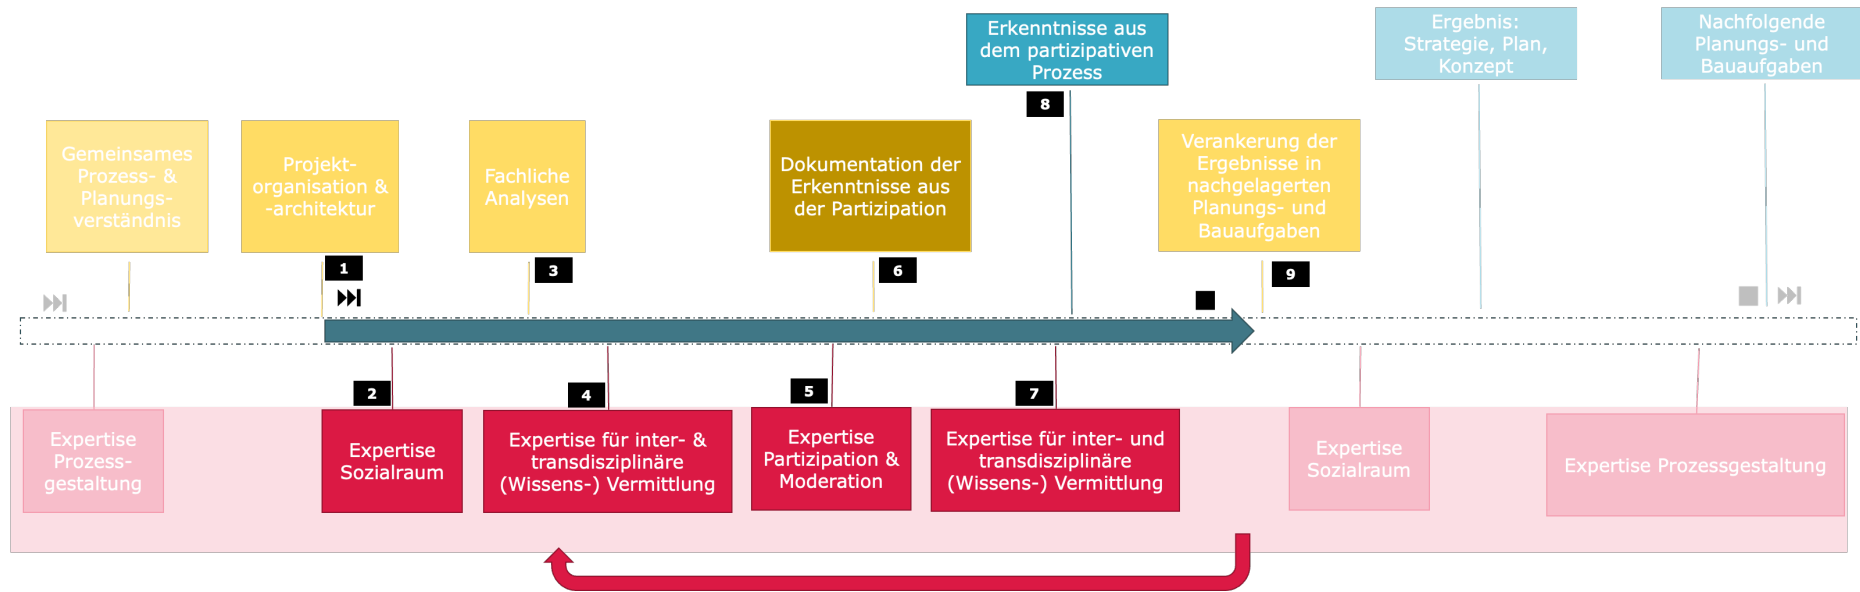 Erkenntnisse aus
dem partizipativen
Prozess
Ergebnis:
Strategie, Plan,
Konzept
Nachfolgende
Planungs- und
Bauaufgaben
8
Gemeinsames
Prozess- &
Planungs-
verständnis
Projekt-
organisation &
-architektur
Fachliche
Analysen
Dokumentation der
Erkenntnisse aus
der Partizipation
Verankerung der
Ergebnisse in
nachgelagerten
Planungs- und
Bauaufgaben
1
3
6
9
2
4
5
7
Expertise
Prozess-
gestaltung
Expertise
Sozialraum
Expertise für inter- &
transdisziplinäre
(Wissens-) Vermittlung
Expertise
Partizipation &
Moderation
Expertise für inter- und
transdisziplinäre
(Wissens-) Vermittlung
Expertise
Sozialraum
Expertise Prozessgestaltung